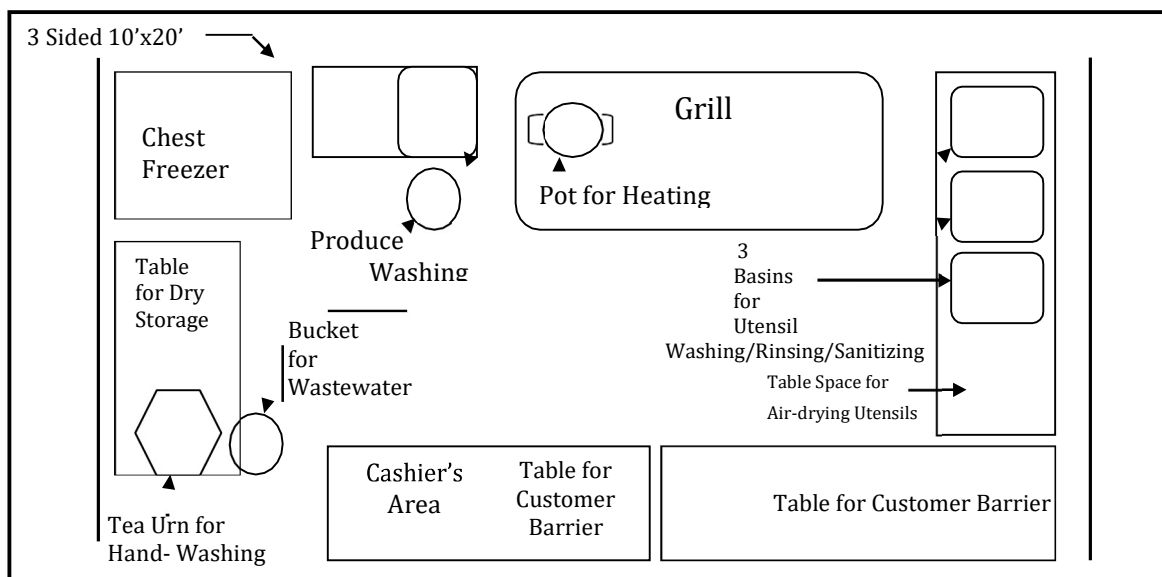 3 Sided 10’x20’
Chest
Freezer
Grill
Pot for Heating
Produce
Washing
Table
for Dry
Storage
Bucket
for
Wastewater
3
Basins
for
Utensil
Washing/Rinsing/Sanitizing
Table Space for
Air-drying Utensils
Cashier’s
Area
Table for
Customer
Barrier
Table for Customer Barrier
Tea Urn for
Hand- Washing